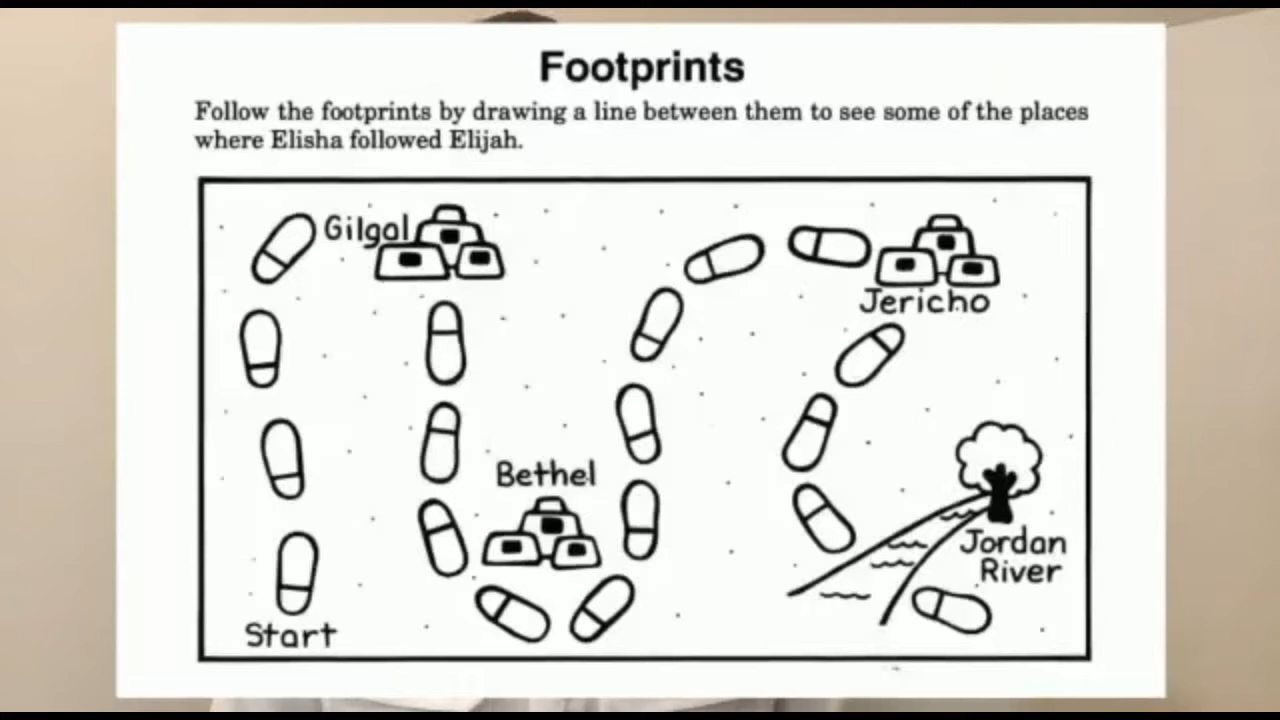 Footprints
Follow the footprints by drawing a line between them to see some of the places
where Elisha followed Elijah.
Gilgal
Jericho
Bethel
Jordan
River
Start